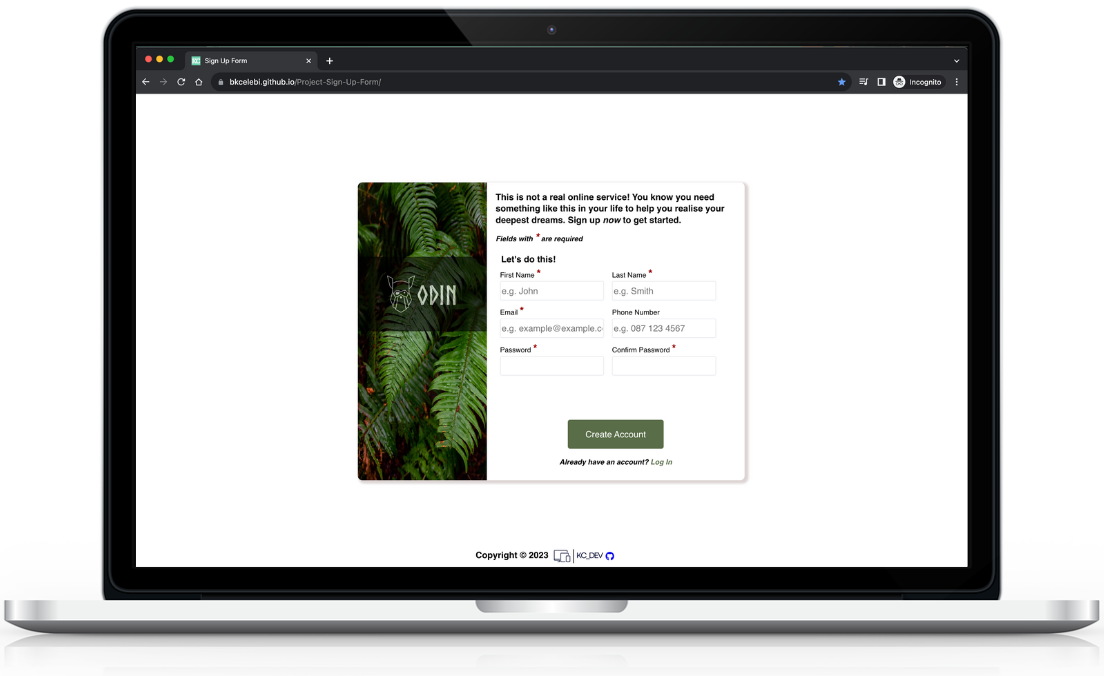 KC Sign Up Form
bkcelebi.github.io/Project-Sign-Up-Form/
Incognito
This is not a real online service! You know you need
something like this in your life to help you realise your
deepest dreams. Sign up now to get started.
Fields with * are required
ODIN
Let's do this!
First Name * Last Name *
e.g. John e.g. Smith
Email * Phone Number
e.g. example@example.c e.g. 087 123 4567
Password * Confirm Password *
Create Account
Already have an account? Log In
Copyright © 2023 KC_DEV